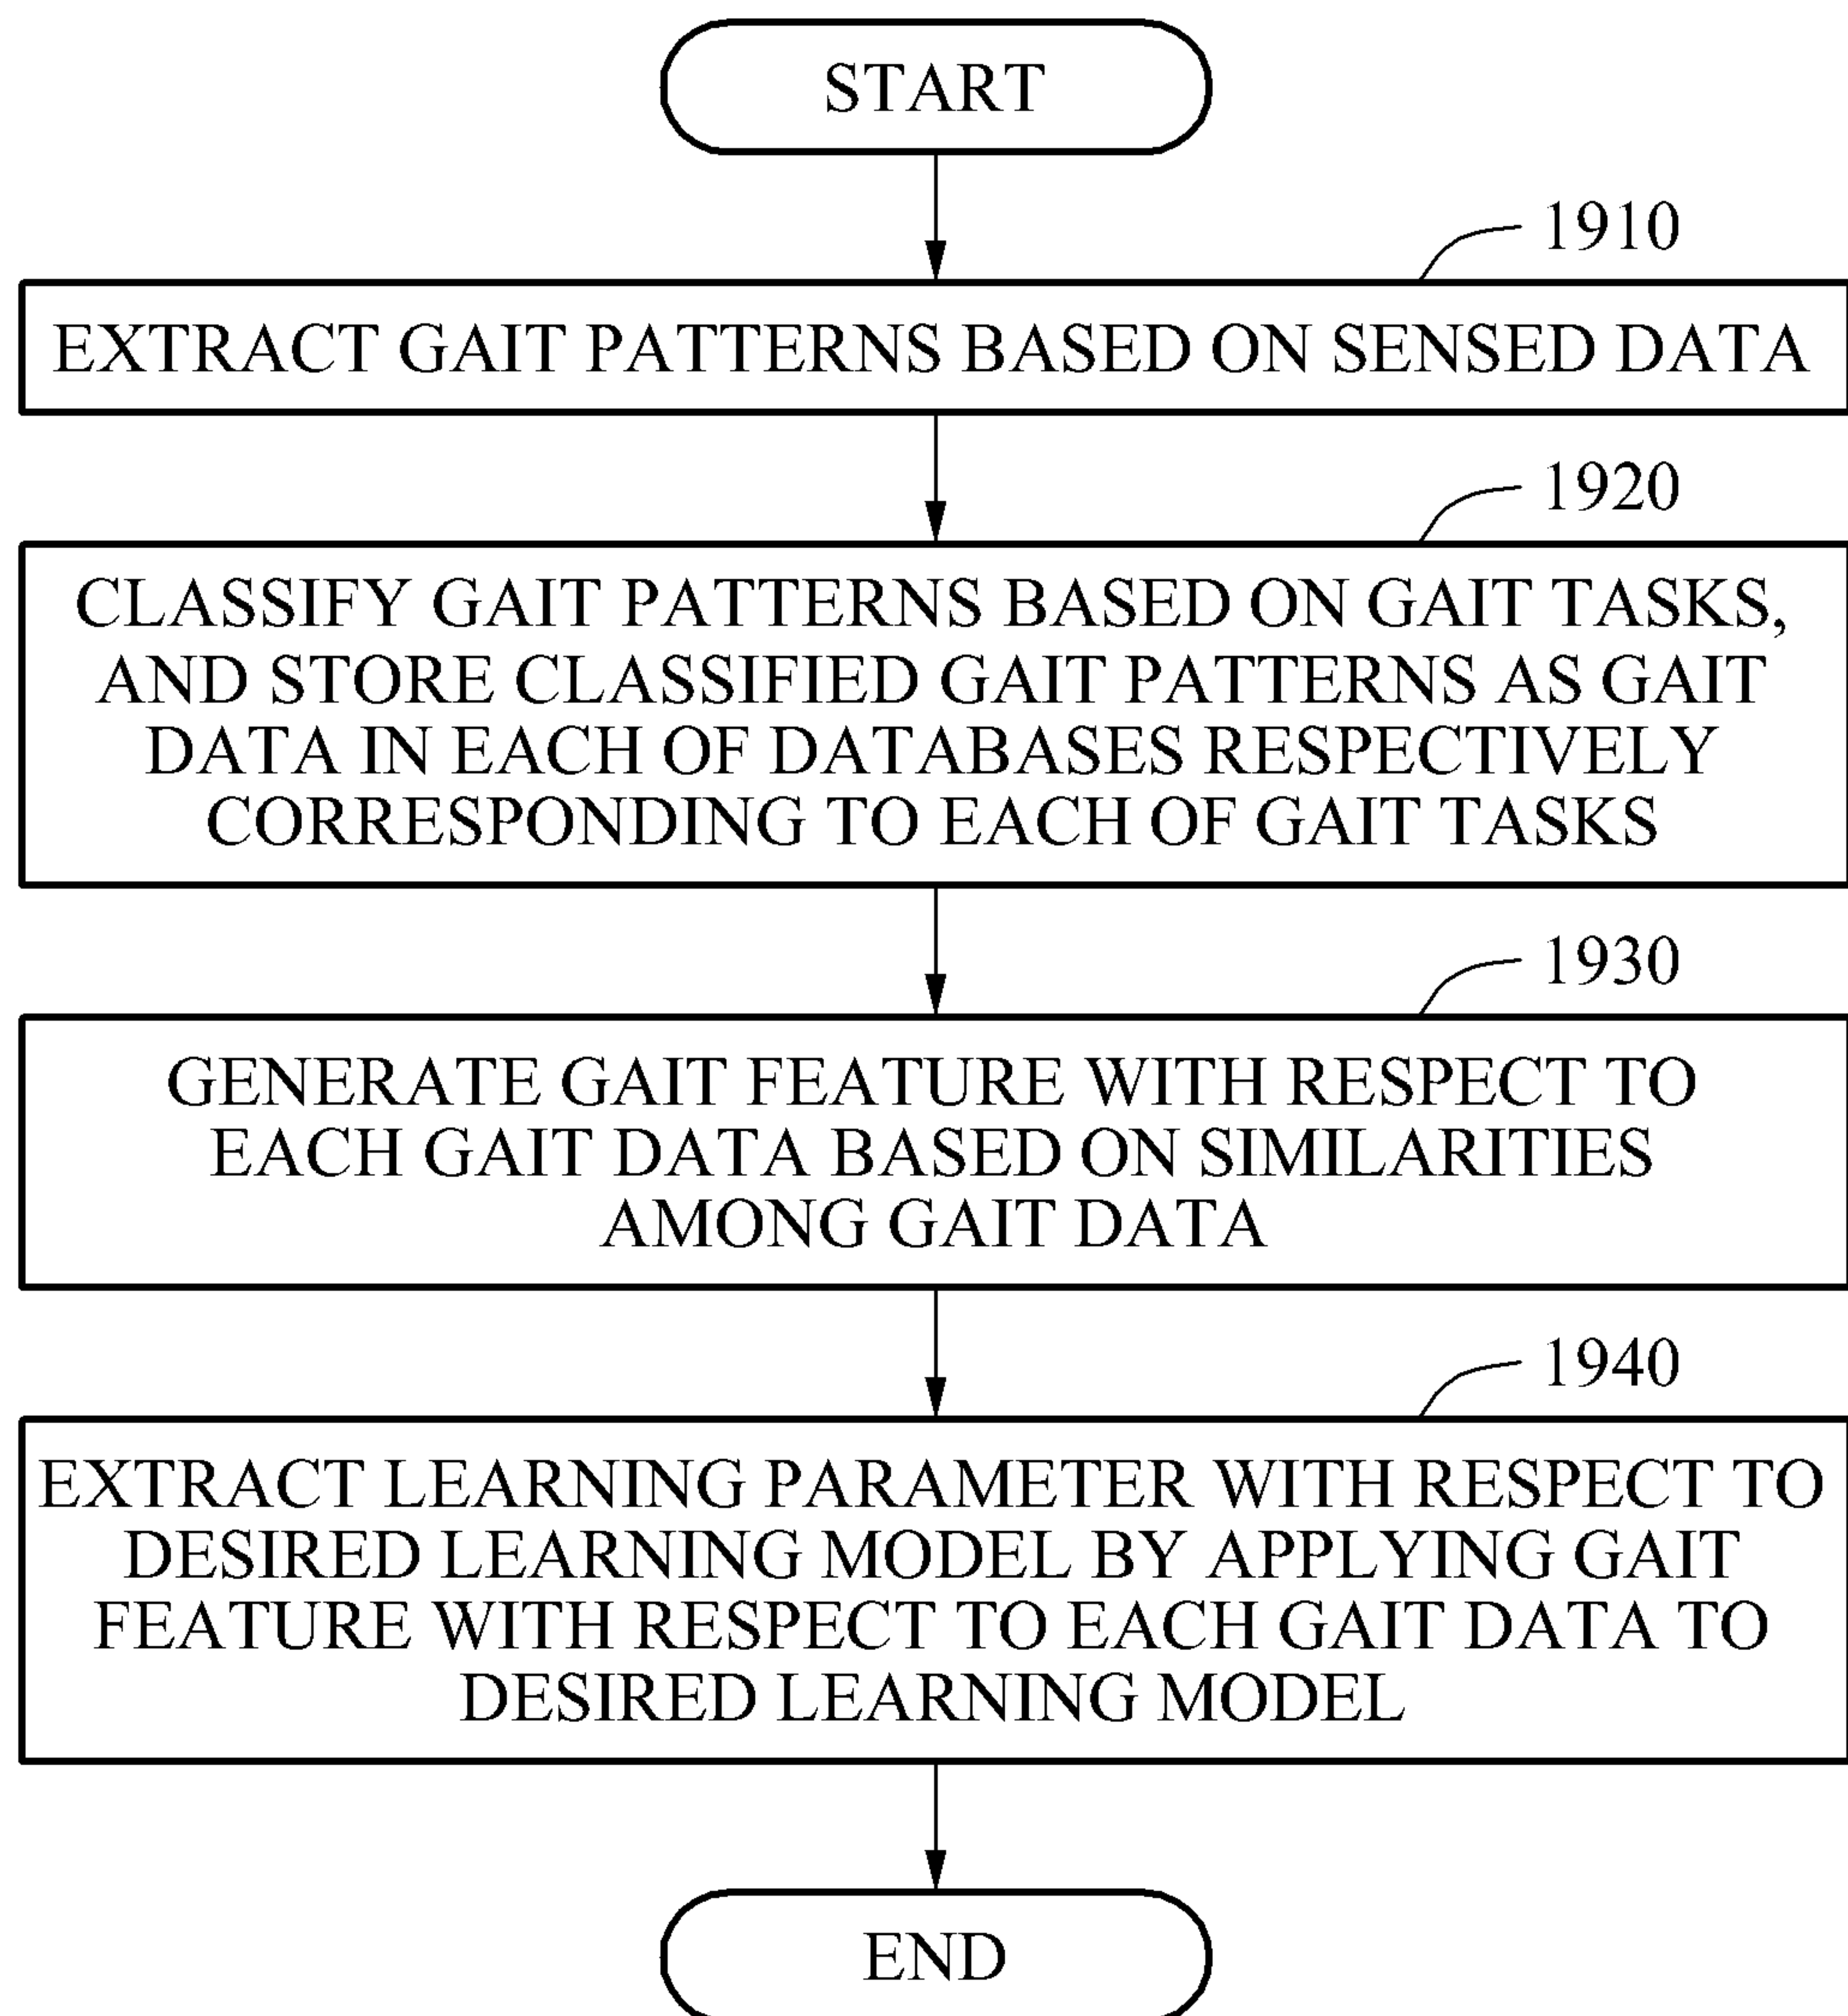 START
1910
EXTRACT GAIT PATTERNS BASED ON SENSED DATA
1920
CLASSIFY GAIT PATTERNS BASED ON GAIT TASKS,
AND STORE CLASSIFIED GAIT PATTERNS AS GAIT
DATA IN EACH OF DATABASES RESPECTIVELY
CORRESPONDING TO EACH OF GAIT TASKS
1930
GENERATE GAIT FEATURE WITH RESPECT TO
EACH GAIT DATA BASED ON SIMILARITIES
AMONG GAIT DATA
1940
EXTRACT LEARNING PARAMETER WITH RESPECT TO
DESIRED LEARNING MODEL BY APPLYING GAIT
FEATURE WITH RESPECT TO EACH GAIT DATA TO
DESIRED LEARNING MODEL
END